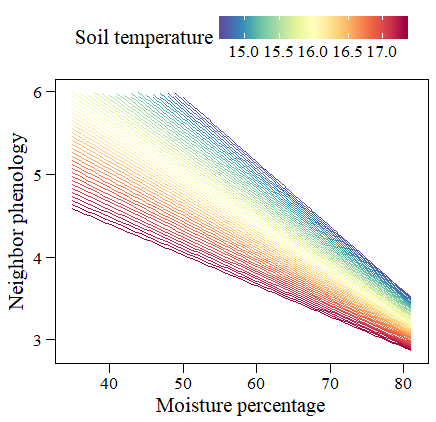 Soil temperature
15.0 15.5 16.0 16.5 17.0
Neighbor phenology
6
5
4
3
40 50 60 70 80
Moisture percentage